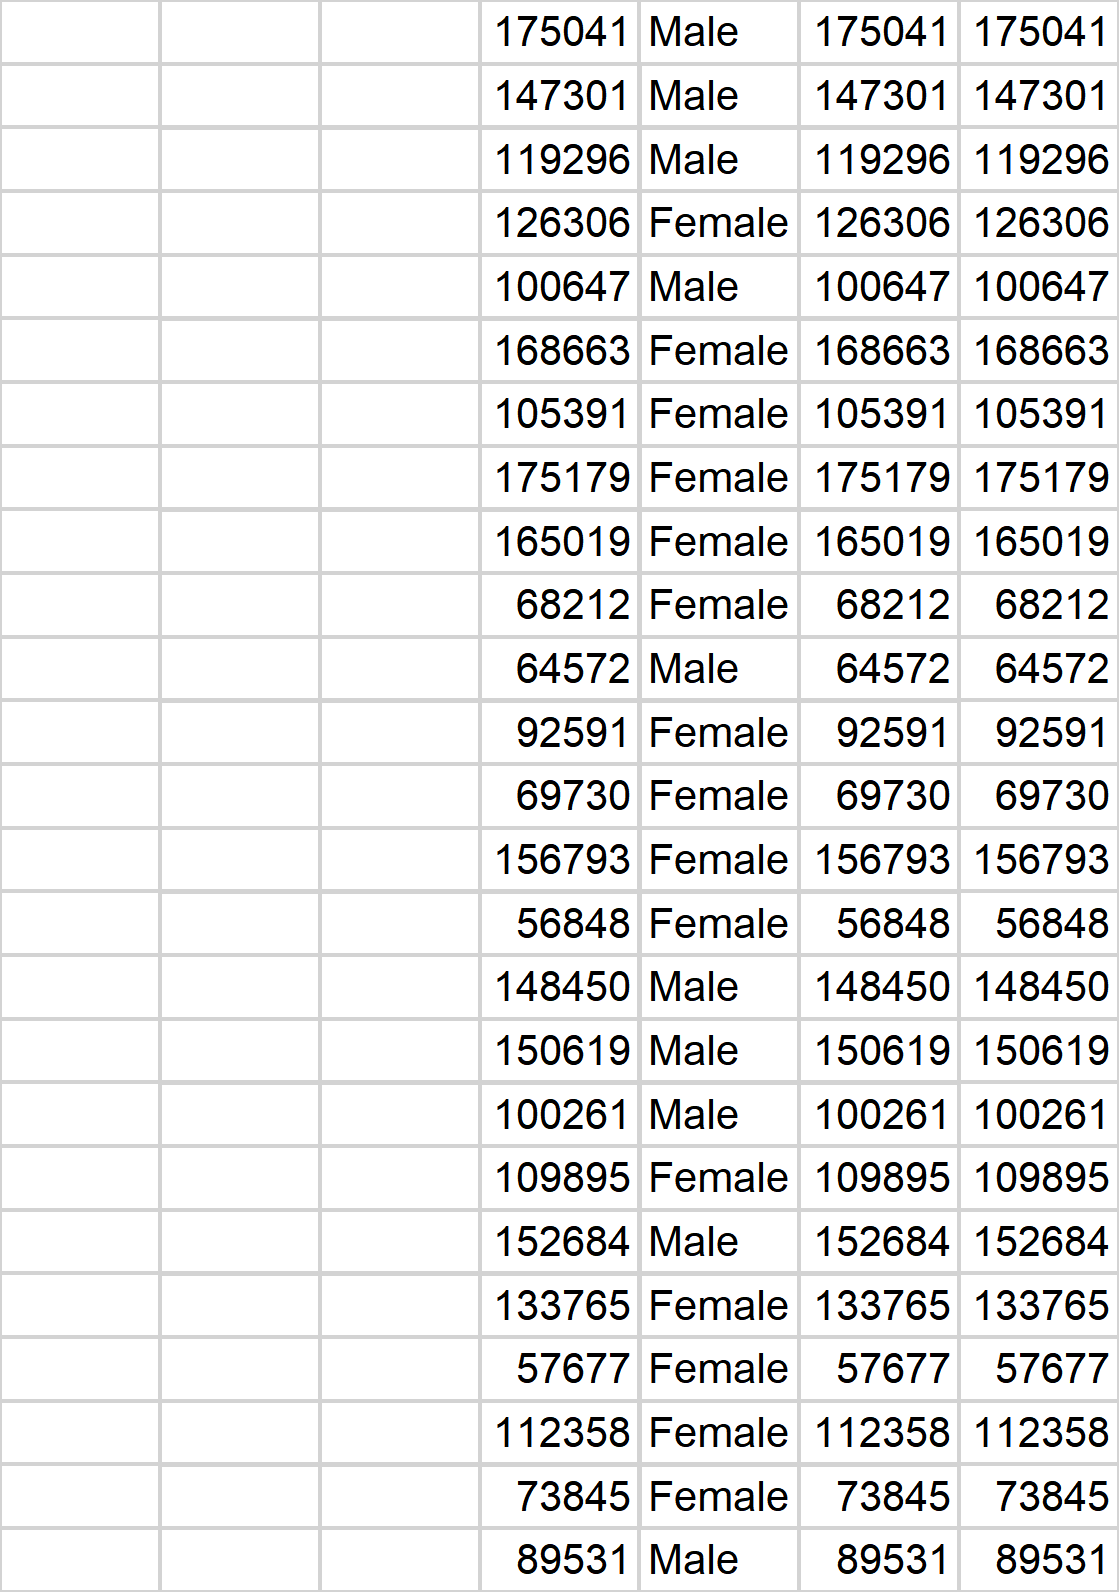 175041 Male 175041 175041
147301 Male 147301 147301
119296 Male 119296 119296
126306 Female 126306 126306
100647 Male 100647 100647
168663 Female 168663 168663
105391 Female 105391 105391
175179 Female 175179 175179
165019 Female 165019 165019
68212 Female 68212 68212
64572 Male 64572 64572
92591 Female 92591 92591
69730 Female 69730 69730
156793 Female 156793 156793
56848 Female 56848 56848
148450 Male 148450 148450
150619 Male 150619 150619
100261 Male 100261 100261
109895 Female 109895 109895
152684 Male 152684 152684
133765 Female 133765 133765
57677 Female 57677 57677
112358 Female 112358 112358
73845 Female 73845 73845
89531 Male 89531 89531